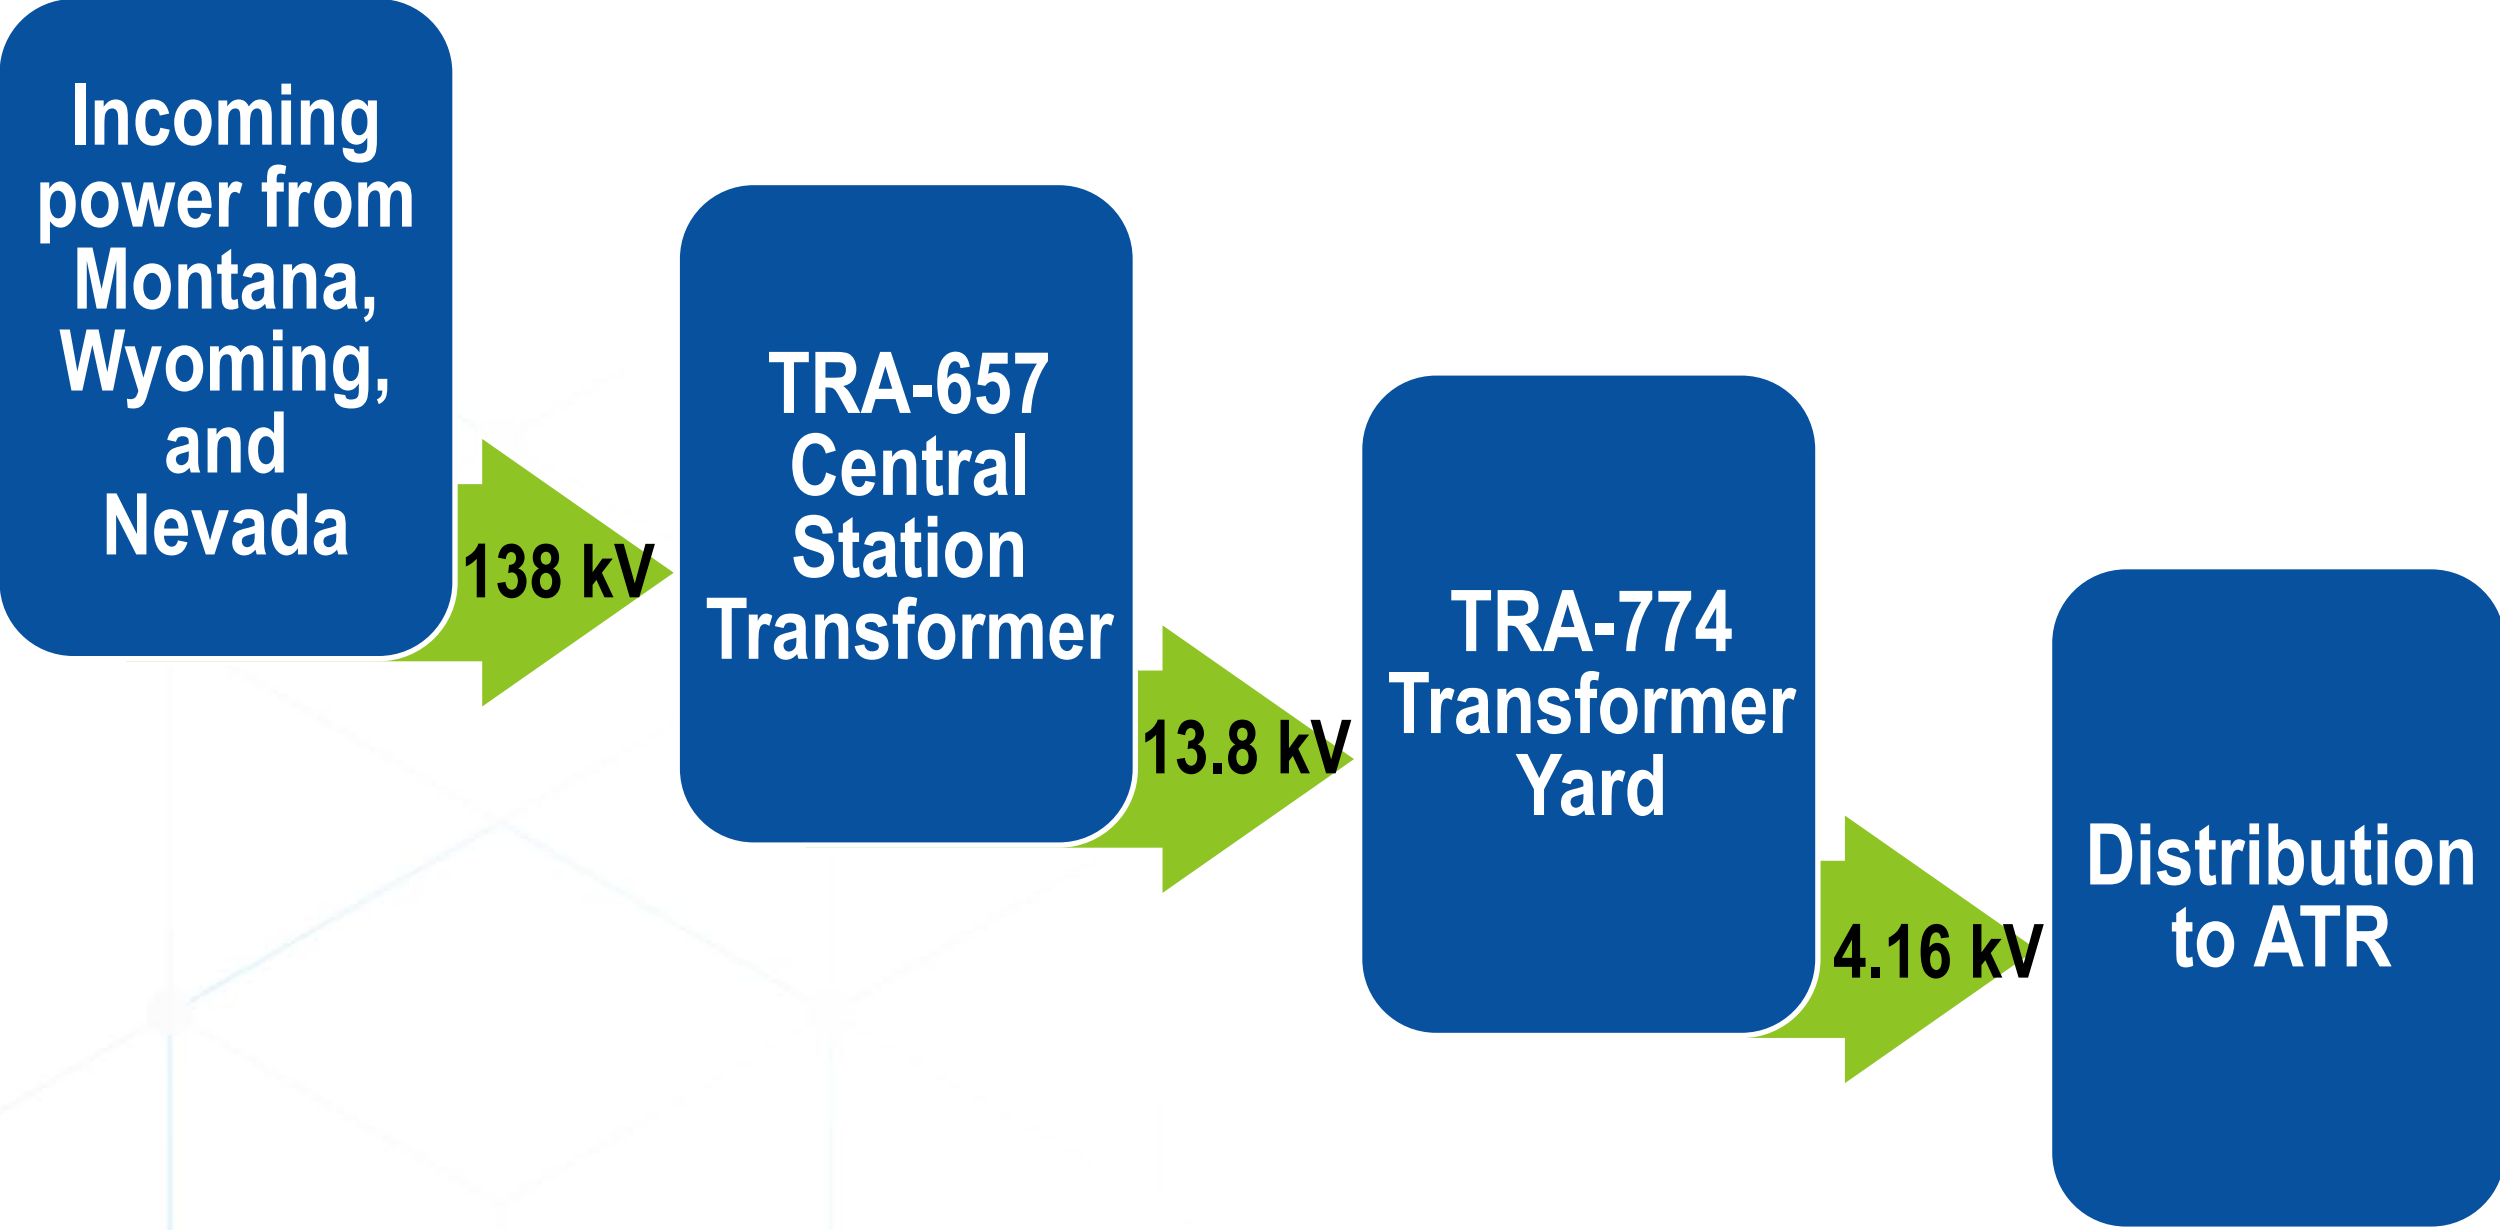 Incoming
power from
Montana,
Wyoming,
and
Nevada
138 kV
TRA-657
Central
Station
Transformer
13.8 kV
TRA-774
Transformer
Yard
4.16 kV
Distribution
to ATR